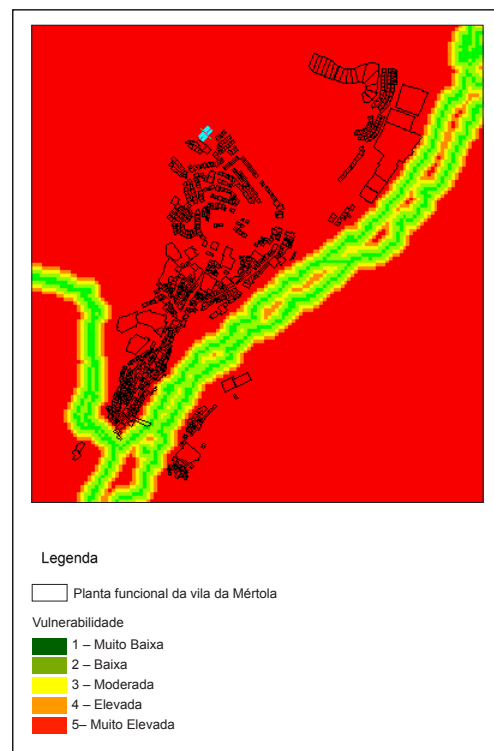 Legenda
Planta funcional da vila da Mértola
Vulnerabilidade
1 – Muito Baixa
2 – Baixa
3 – Moderada
4 – Elevada
5– Muito Elevada